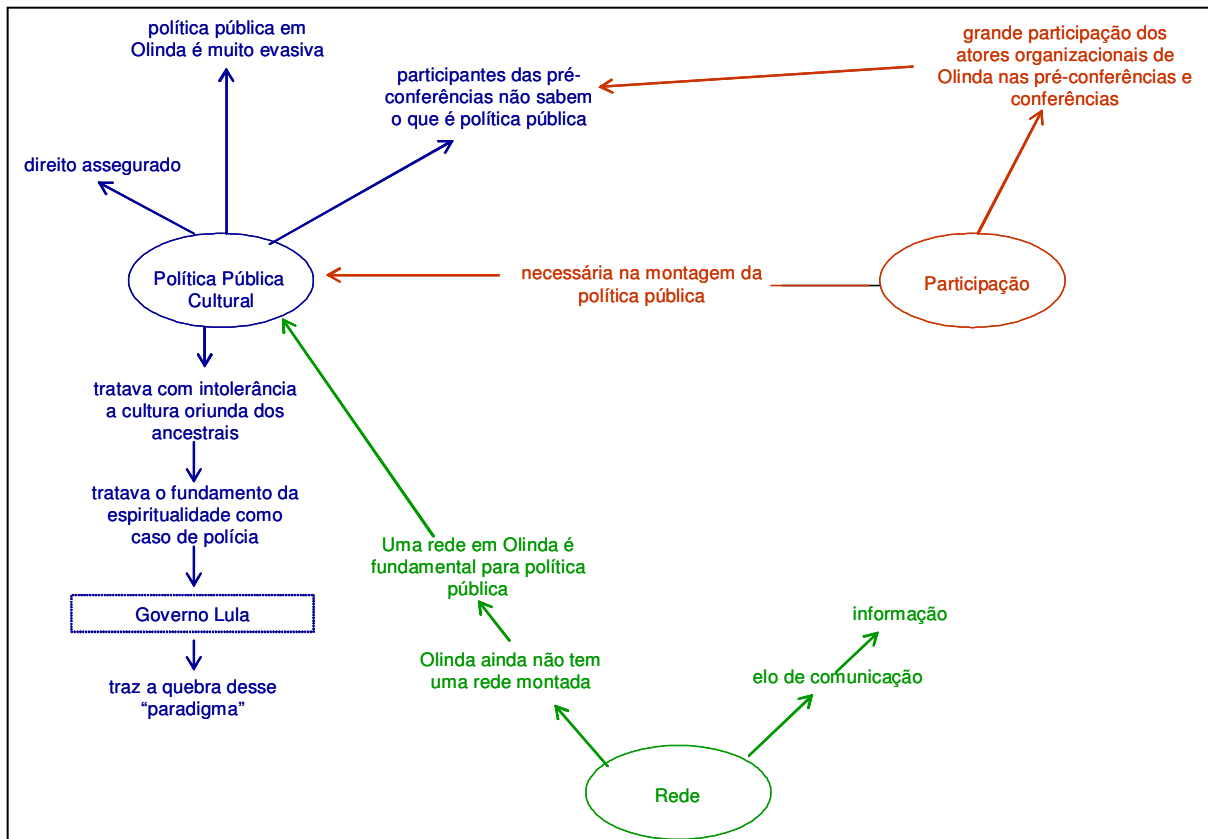 política pública em
Olinda é muito evasiva
grande participação dos
atores organizacionais de
Olinda nas pré-conferências e
conferências
participantes das pré-
conferências não sabem
o que é política pública
direito assegurado
Política Pública
Cultural
necessária na montagem da
política pública
Participação
tratava com intolerância
a cultura oriunda dos
ancestrais
tratava o fundamento da
espiritualidade como
caso de polícia
Uma rede em Olinda é
fundamental para política
pública
Governo Lula
informação
Olinda ainda não tem
uma rede montada
elo de comunicação
traz a quebra desse
“paradigma”
Rede